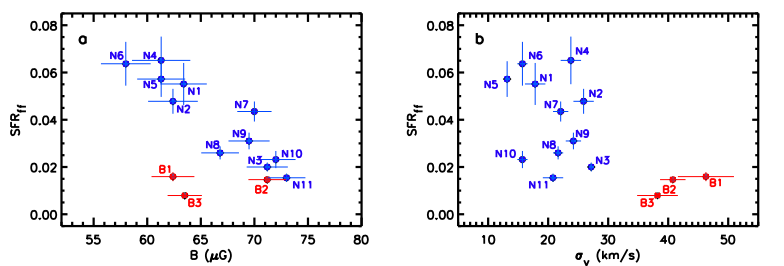 a
SFRff
0.08
0.06
0.04
0.02
0.00
N6
N4
N5
N1
N2
N7
N9
N8
N10
N3
B1
B2
N11
B3
55
60
65
70
75
80
B (μG)
b
SFRff
0.08
0.06
0.04
0.02
0.00
N6
N4
N5
N1
N2
N7
N9
N8
N10
N3
N11
B2
B1
B3
10
20
30
40
50
σv (km/s)